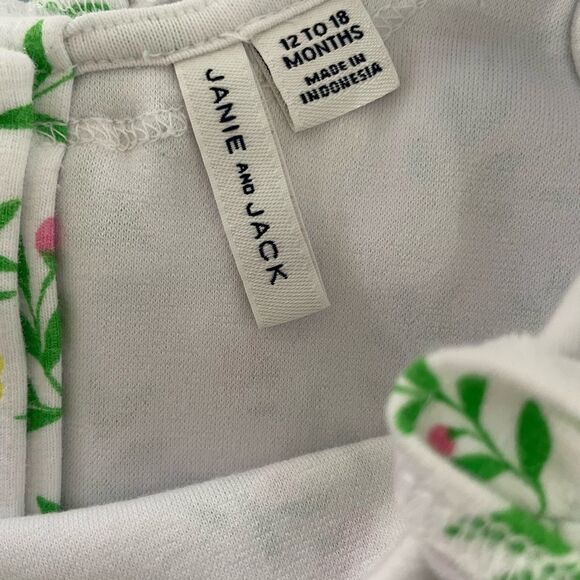 JANIE AND JACK
12 TO 18
MONTHS
MADE IN
INDONESIA